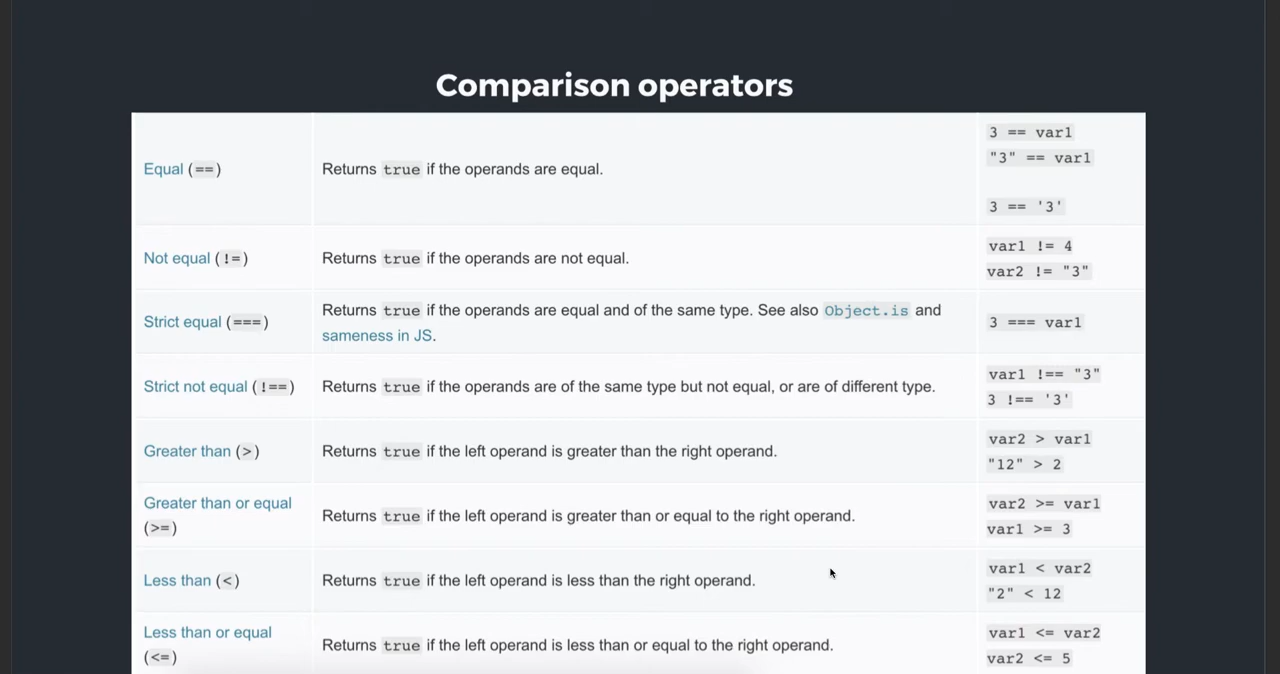 Comparison operators
Equal (==)
Returns true if the operands are equal.
3 == var1
"3" == var1
3 == '3'
Not equal (!=)
Returns true if the operands are not equal.
var1 != 4
var2 != "3"
Strict equal (===)
Returns true if the operands are equal and of the same type. See also Object.is and
sameness in JS.
3 === var1
Strict not equal (!==)
Returns true if the operands are of the same type but not equal, or are of different type.
var1 !== "3"
3 !== '3'
Greater than (>)
Returns true if the left operand is greater than the right operand.
var2 > var1
"12" > 2
Greater than or equal
(>=)
Returns true if the left operand is greater than or equal to the right operand.
var2 >= var1
var1 >= 3
Less than (<)
Returns true if the left operand is less than the right operand.
var1 < var2
"2" < 12
Less than or equal
(<=)
Returns true if the left operand is less than or equal to the right operand.
var1 <= var2
var2 <= 5